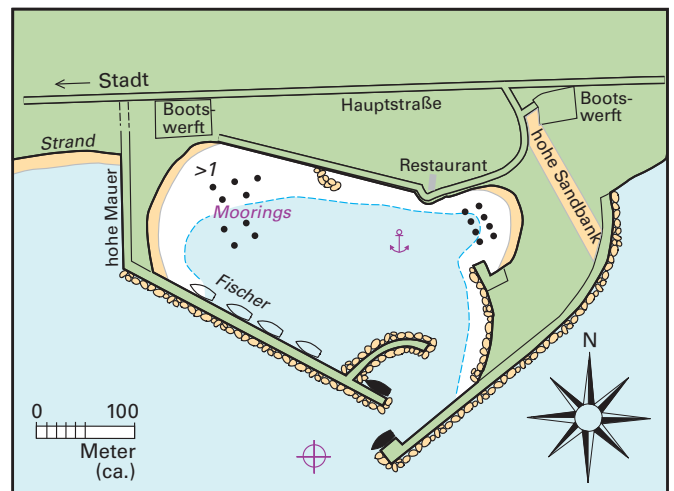 Stadt
Boots-
werft
Hauptstraße
Boots-
werft
Strand
Restaurant
>1
hohe Mauer
Moorings
hohe Sandbank
Fischer
N
0 100
Meter
(ca.)